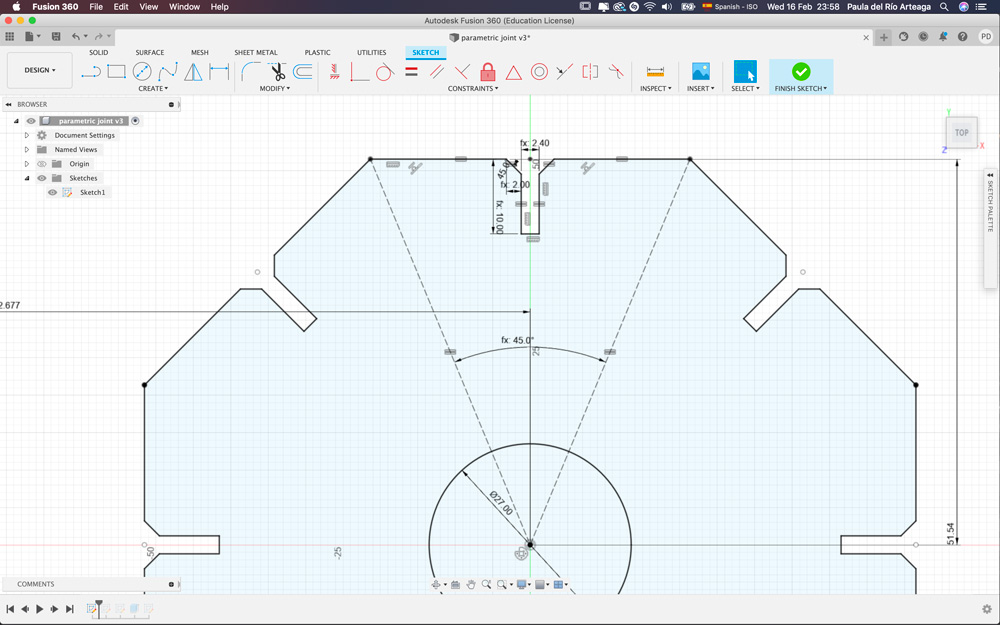 Fusion 360 File Edit View Window Help Spanish - ISO Wed 16 Feb 23:58 Paula del Río Arteaga
Autodesk Fusion 360 (Education License)
parametric joint v3*
PD
SOLID SURFACE MESH SHEET METAL PLASTIC UTILITIES SKETCH
DESIGN
CREATE MODIFY CONSTRAINTS INSPECT INSERT SELECT FINISH SKETCH
BROWSER
parametric joint v3
Document Settings
Named Views
Origin
Sketches
Sketch1
Y
TOP
Z X
SKETCH PALETTE
fx: 2.40
50
45.0
fx: 2.00
fx: 10.00
2.677
fx: 45.0°
25
Ø27.00
51.54
50
-25
COMMENTS